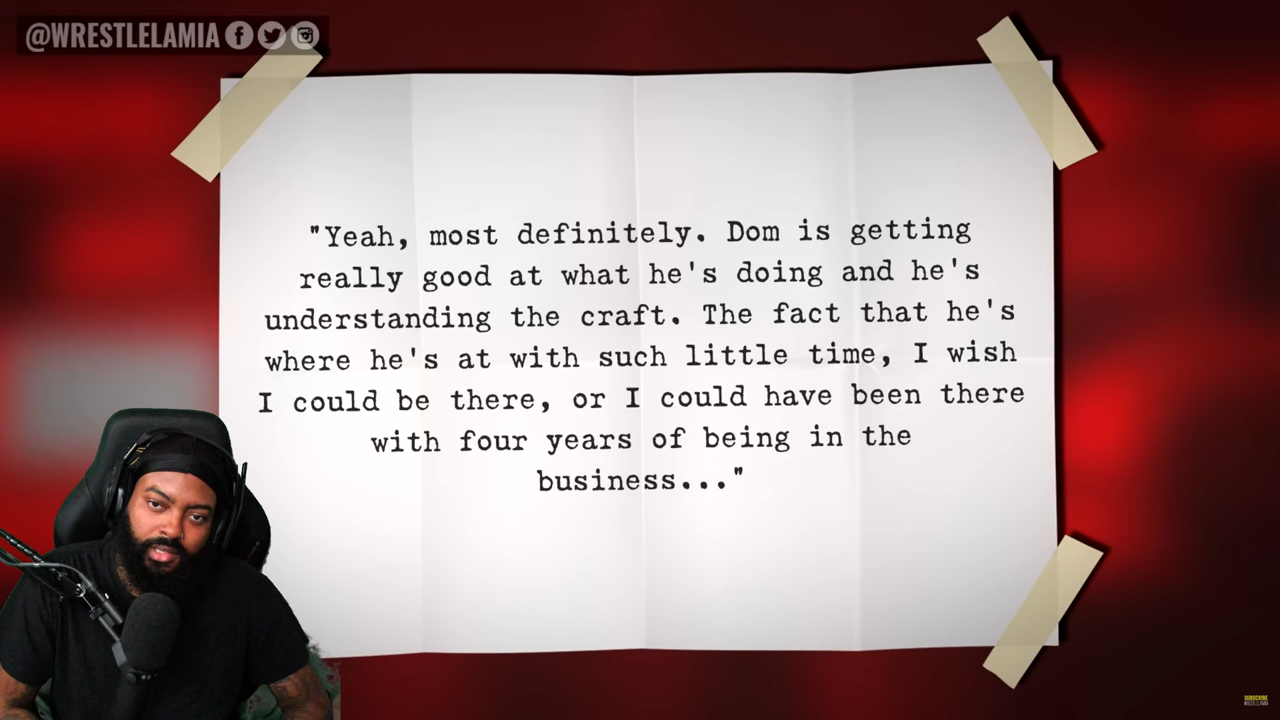 @WRESTLELAMIA
"Yeah, most definitely. Dom is getting
really good at what he's doing and he's
understanding the craft. The fact that he's
where he's at with such little time, I wish
I could be there, or I could have been there
with four years of being in the
business..."
SUBSCRIBE
WRESTLELAMIA